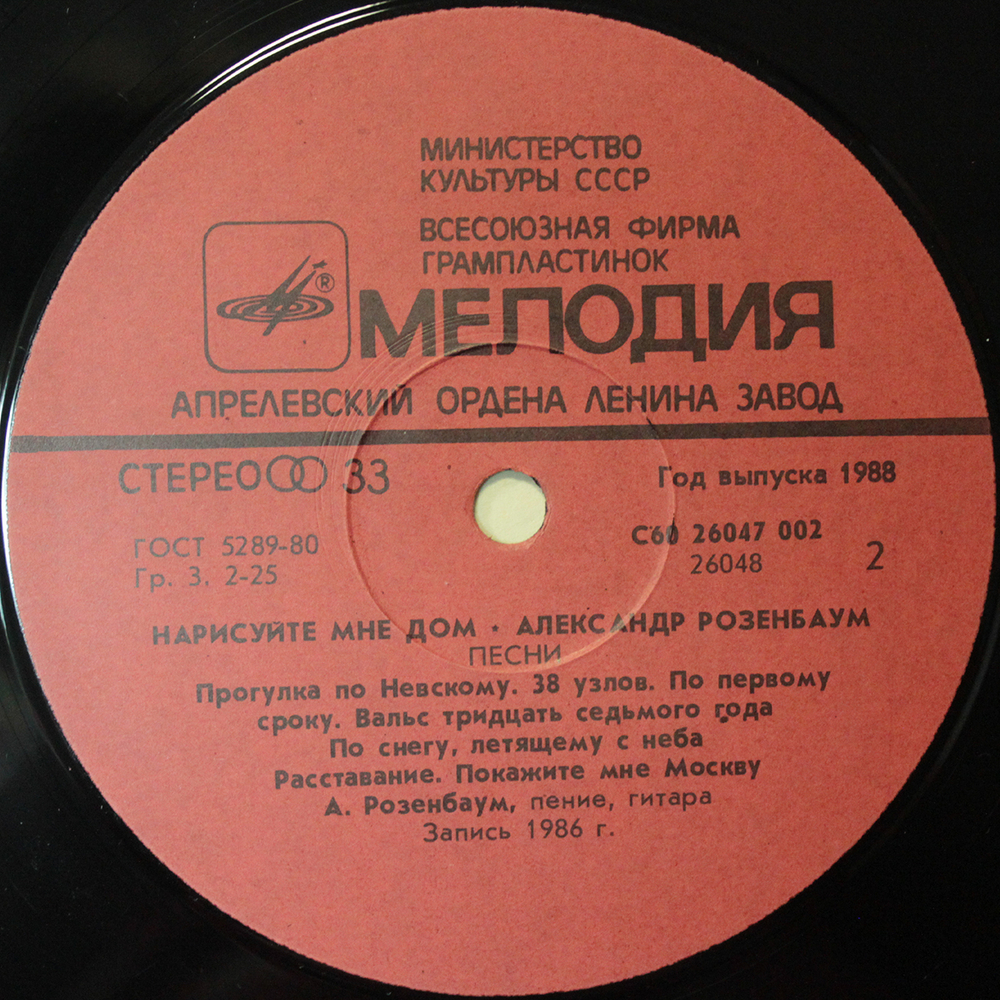 МИНИСТЕРСТВО
КУЛЬТУРЫ СССР
ВСЕСОЮЗНАЯ ФИРМА
ГРАМПЛАСТИНОК
®
МЕЛОДИЯ
АПРЕЛЕВСКИЙ ОРДЕНА ЛЕНИНА ЗАВОД
СТЕРЕО 33
Год выпуска 1988
ГОСТ 5289-80
Гр. 3. 2-25
С60 26047 002
26048
2
НАРИСУЙТЕ МНЕ ДОМ • АЛЕКСАНДР РОЗЕНБАУМ
ПЕСНИ
Прогулка по Невскому. 38 узлов. По первому
сроку. Вальс тридцать седьмого года
По снегу, летящему с неба
Расставание. Покажите мне Москву
А. Розенбаум, пение, гитара
Запись 1986 г.